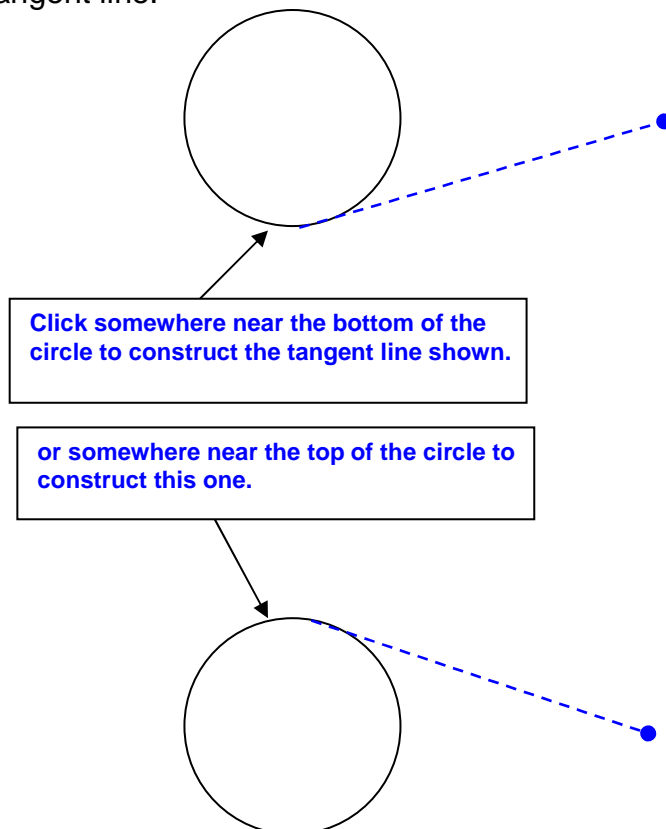 angent line.
Click somewhere near the bottom of the
circle to construct the tangent line shown.
or somewhere near the top of the circle to
construct this one.